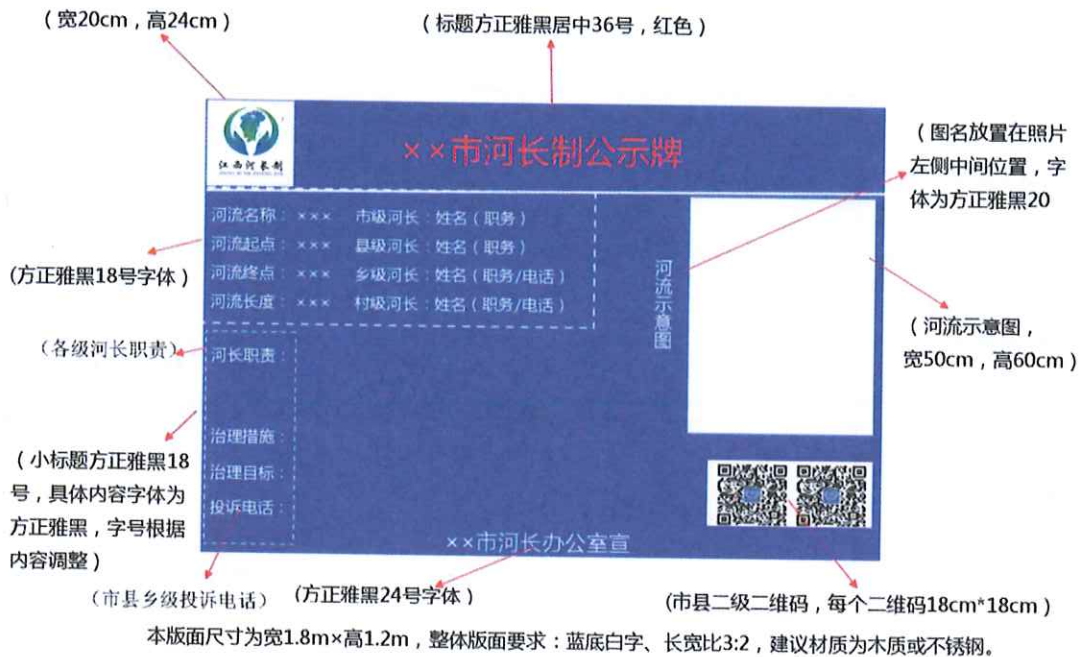 （宽20cm，高24cm）
（标题方正雅黑居中36号，红色）
江西河长制
××市河长制公示牌
（图名放置在照片
左侧中间位置，字
体为方正雅黑20
河流名称：×××  市级河长：姓名（职务）
河流起点：×××  县级河长：姓名（职务）
河流终点：×××  乡级河长：姓名（职务/电话）
河流长度：×××  村级河长：姓名（职务/电话）
河流示意图
(方正雅黑18号字体）
（河流示意图，
宽50cm，高60cm）
（各级河长职责）
河长职责：
治理措施：
治理目标：
投诉电话：
（小标题方正雅黑18
号，具体内容字体为
方正雅黑，字号根据
内容调整）
××市河长办公室宣
（市县乡级投诉电话）
(方正雅黑24号字体）
(市县二级二维码，每个二维码18cm*18cm）
本版面尺寸为宽1.8m×高1.2m，整体版面要求：蓝底白字、长宽比3:2，建议材质为木质或不锈钢。